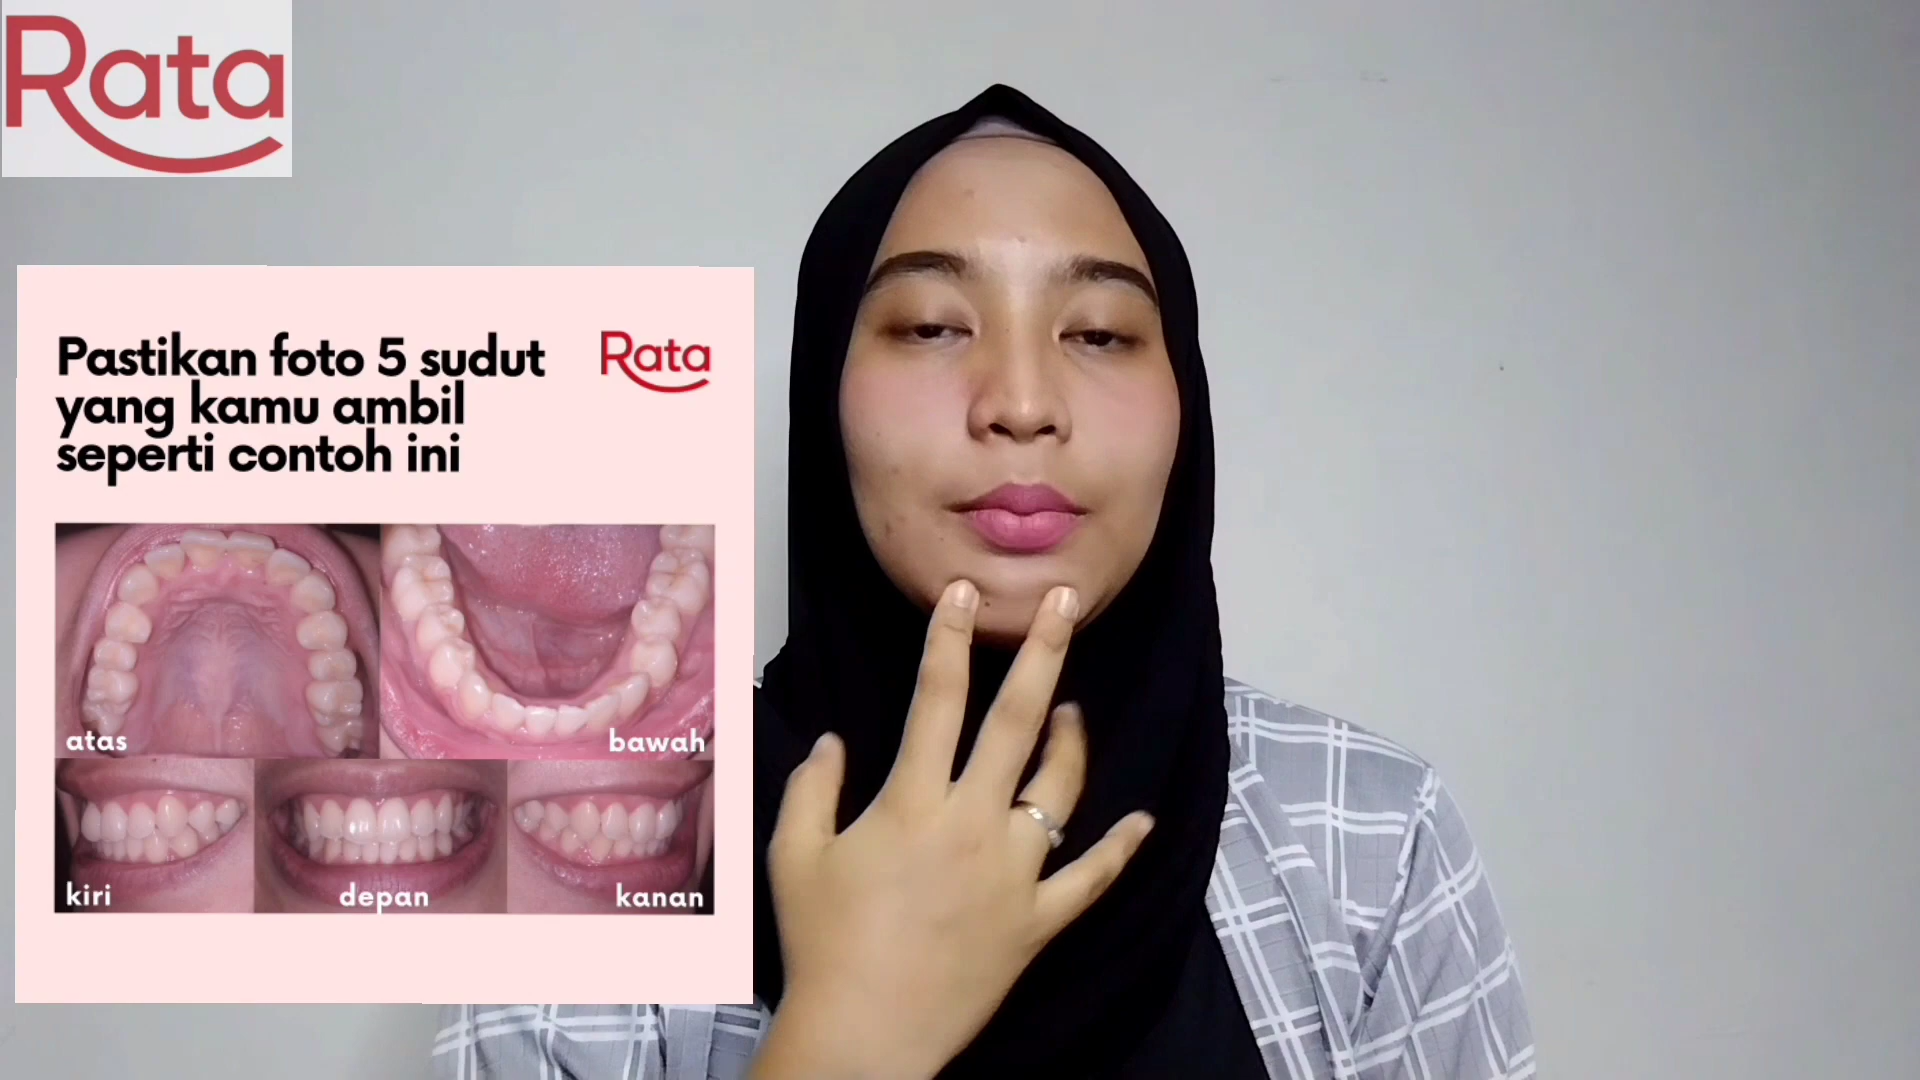 Rata
Pastikan foto 5 sudut
yang kamu ambil
seperti contoh ini
Rata
atas
bawah
kiri
depan
kanan